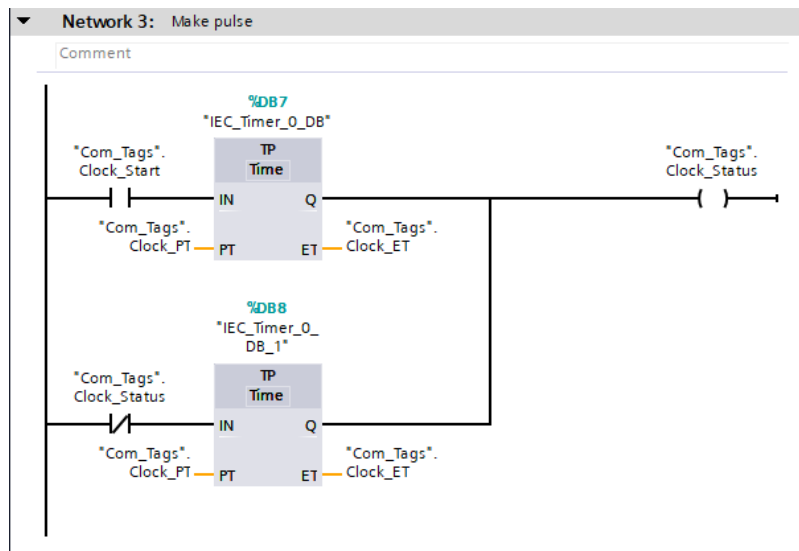 Network 3: Make pulse
Comment
%DB7
"IEC_Timer_0_DB"
"Com_Tags".
Clock_Start
TP
Time
"Com_Tags".
Clock_Status
IN
Q
"Com_Tags".
Clock_PT
PT
ET
"Com_Tags".
Clock_ET
%DB8
"IEC_Timer_0_
DB_1"
"Com_Tags".
Clock_Status
TP
Time
IN
Q
"Com_Tags".
Clock_PT
PT
ET
"Com_Tags".
Clock_ET